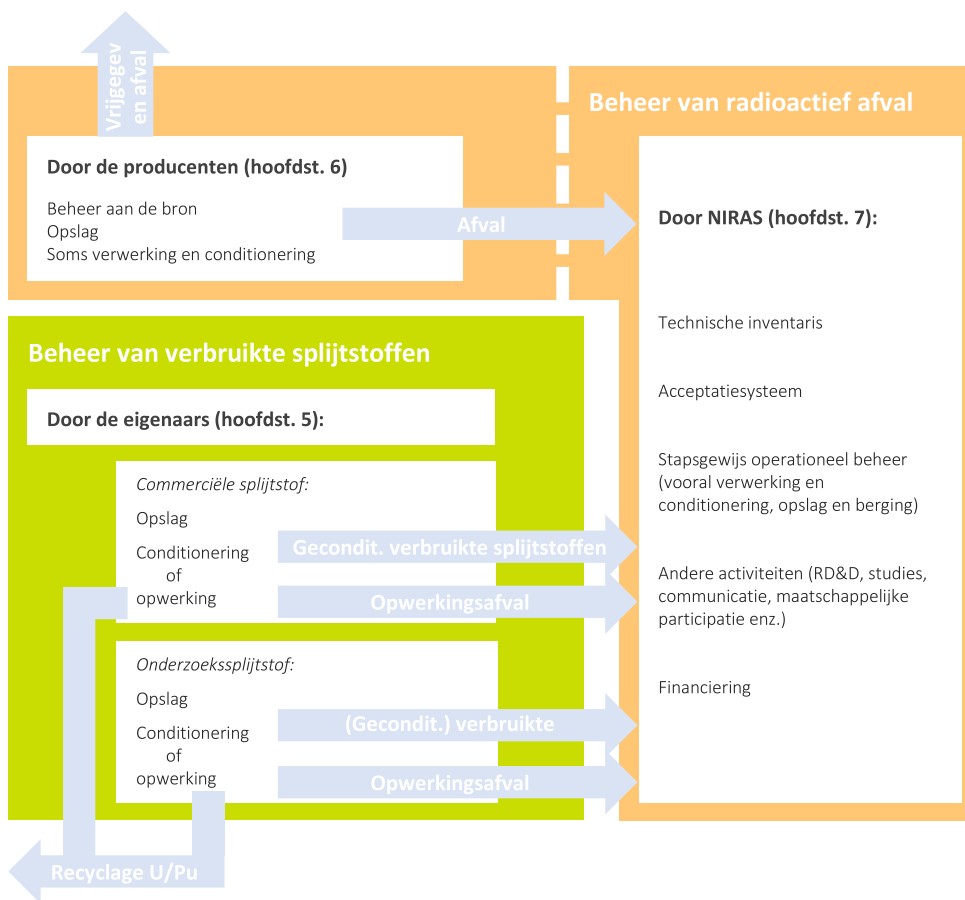 Vrijgegev
en afval
Beheer van radioactief afval
Door de producenten (hoofdst. 6)
Beheer aan de bron
Opslag
Soms verwerking en conditionering
Afval
Door NIRAS (hoofdst. 7):
Technische inventaris
Acceptatiesysteem
Stapsgewijs operationeel beheer
(vooral verwerking en
conditionering, opslag en berging)
Andere activiteiten (RD&D, studies,
communicatie, maatschappelijke
participatie enz.)
Financiering
Beheer van verbruikte splijtstoffen
Door de eigenaars (hoofdst. 5):
Commerciële splijtstof:
Opslag
Conditionering
of
opwerking
Gecondit. verbruikte splijtstoffen
Opwerkingsafval
Onderzoekssplijtstof:
Opslag
Conditionering
of
opwerking
(Gecondit.) verbruikte
Opwerkingsafval
Recyclage U/Pu